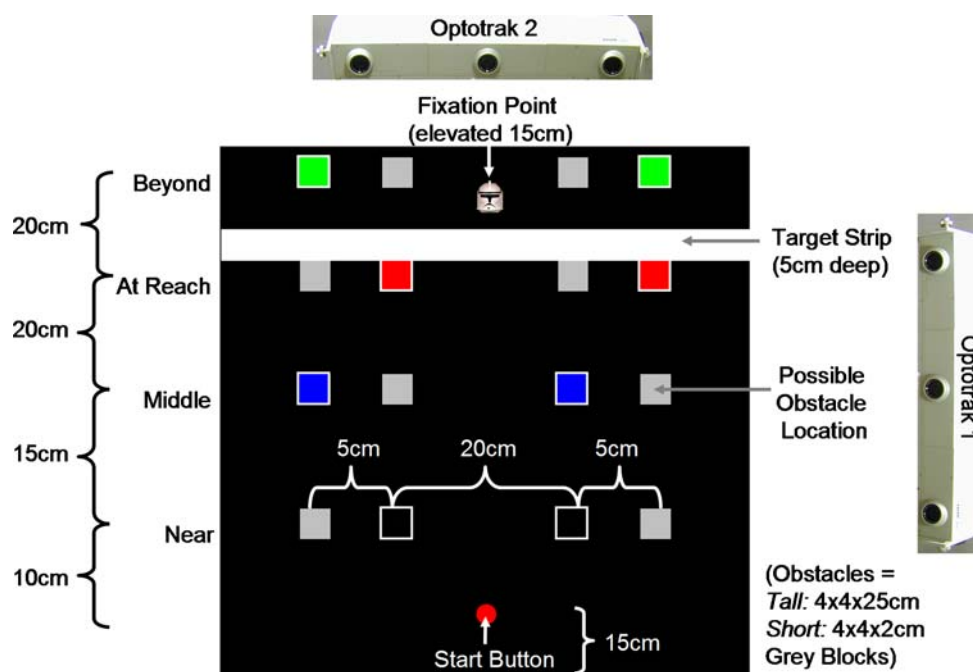 Optotrak 2
Fixation Point
(elevated 15cm)
Beyond
20cm
Target Strip
(5cm deep)
At Reach
20cm
Middle
Possible
Obstacle
Location
Optotrak 1
15cm
5cm
20cm
5cm
Near
10cm
(Obstacles =
Tall: 4x4x25cm
Short: 4x4x2cm
Grey Blocks)
15cm
Start Button